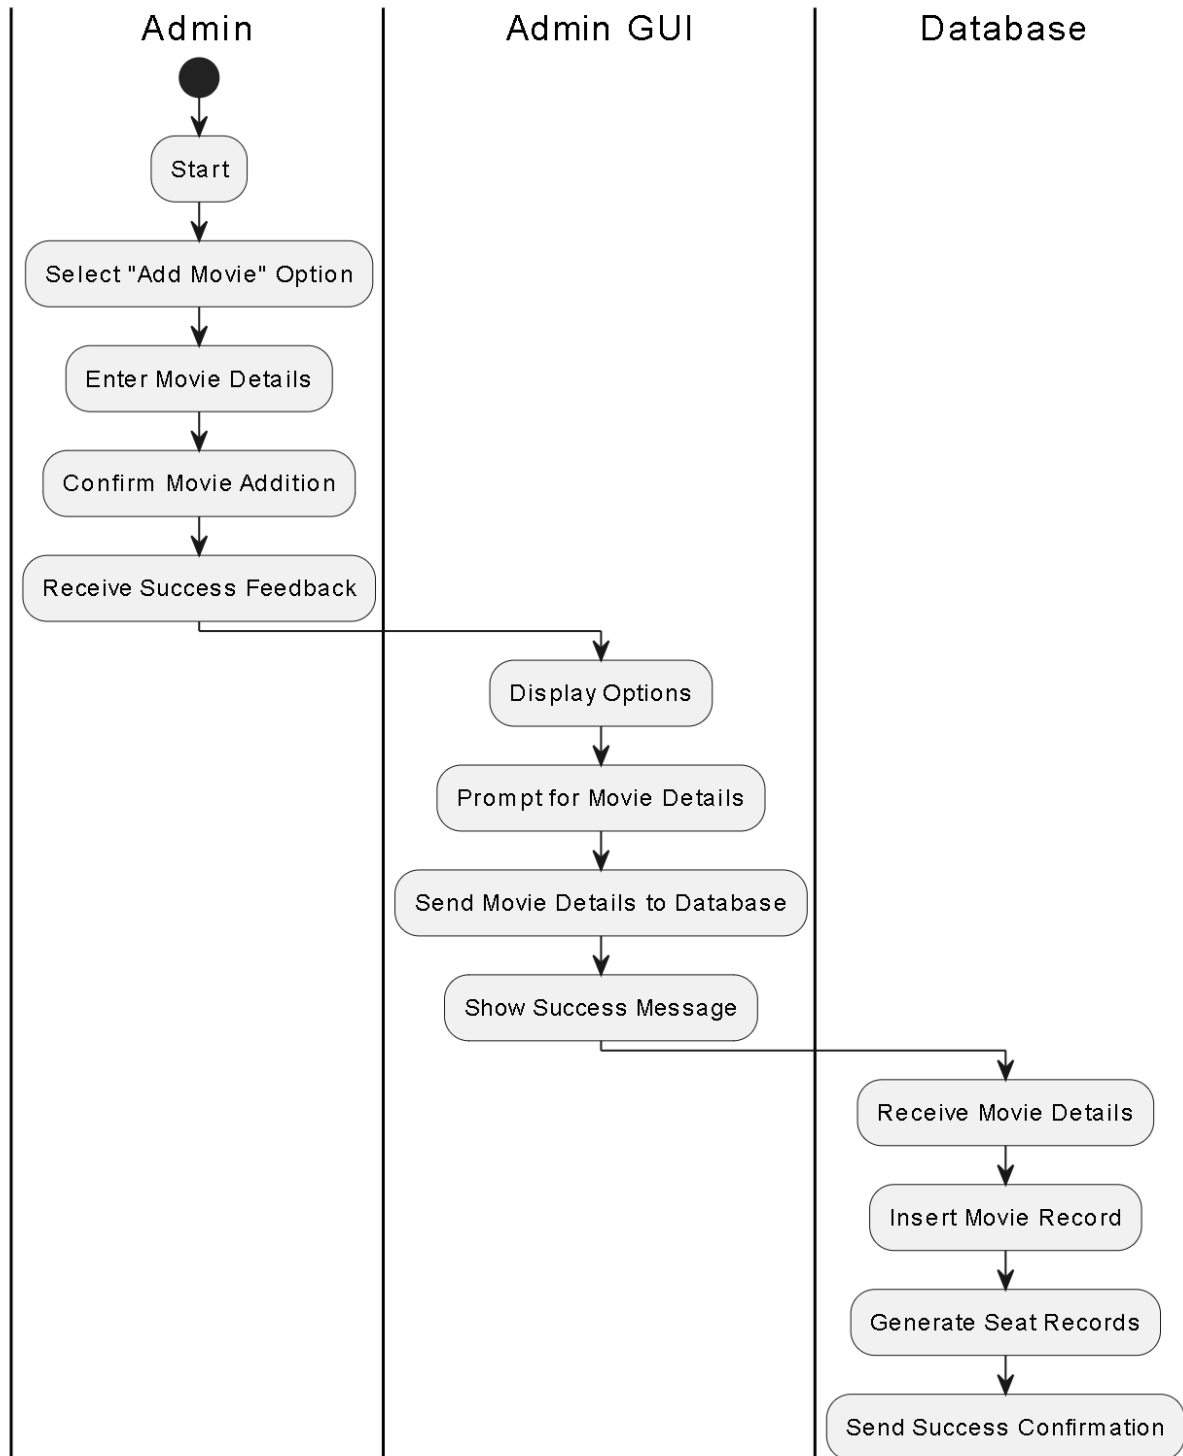 Admin
Admin GUI
Database
Start
Select "Add Movie" Option
Enter Movie Details
Confirm Movie Addition
Receive Success Feedback
Display Options
Prompt for Movie Details
Send Movie Details to Database
Show Success Message
Receive Movie Details
Insert Movie Record
Generate Seat Records
Send Success Confirmation